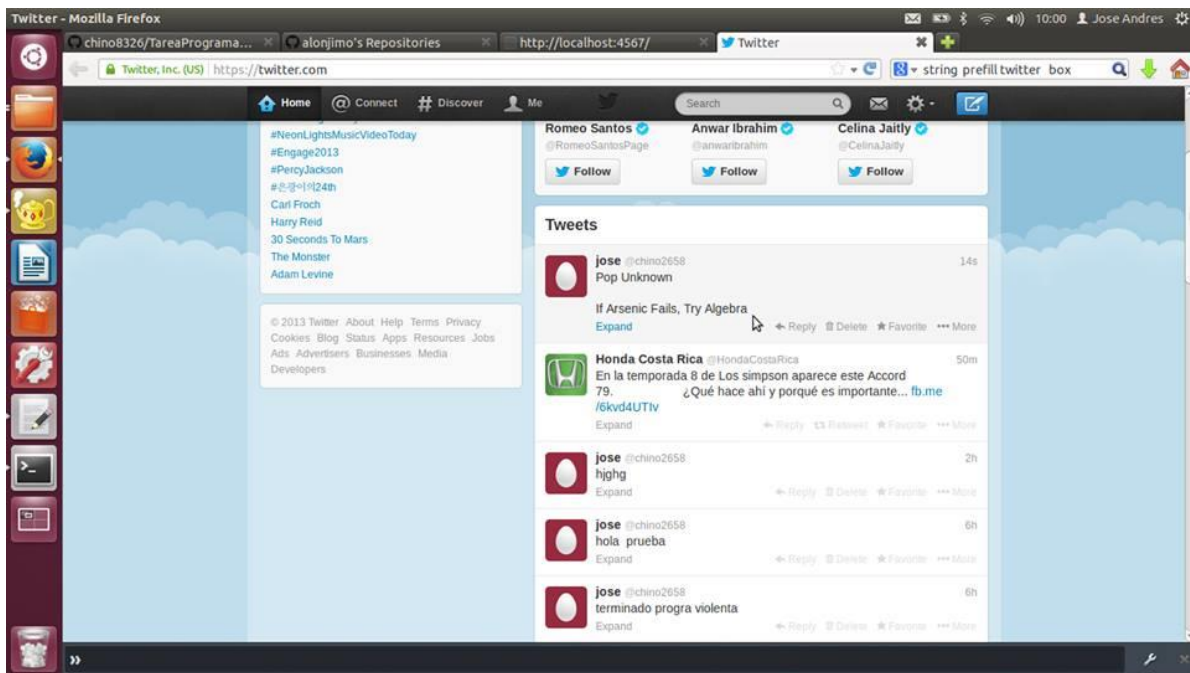 Twitter - Mozilla Firefox
10:00 Jose Andres
chino8326/TareaPrograma...
alonjimo's Repositories
http://localhost:4567/
Twitter
Twitter, Inc. (US)
https://twitter.com
string prefill twitter box
Home
Connect
Discover
Me
Search
#NeonLightsMusicVideoToday
#Engage2013
#PercyJackson
Carl Froch
Harry Reid
30 Seconds To Mars
The Monster
Adam Levine
© 2013 Twitter About Help Terms Privacy
Cookies Blog Status Apps Resources Jobs
Ads Advertisers Businesses Media
Developers
Romeo Santos
@RomeoSantosPage
Follow
Anwar Ibrahim
@anwaribrahim
Follow
Celina Jaitly
@CelinaJaitly
Follow
Tweets
jose @chino2658 14s
Pop Unknown
If Arsenic Fails, Try Algebra
Expand Reply Delete Favorite More
Honda Costa Rica @HondaCostaRica 50m
En la temporada 8 de Los simpson aparece este Accord
79. ¿Qué hace ahi y porqué es importante... fb.me
/6kvd4UTIv
Expand Reply Retweet Favorite More
jose @chino2658 2h
hjghg
Expand Reply Delete Favorite More
jose @chino2658 6h
hola prueba
Expand Reply Delete Favorite More
jose @chino2658 6h
terminado progra violenta
Expand Reply Delete Favorite More